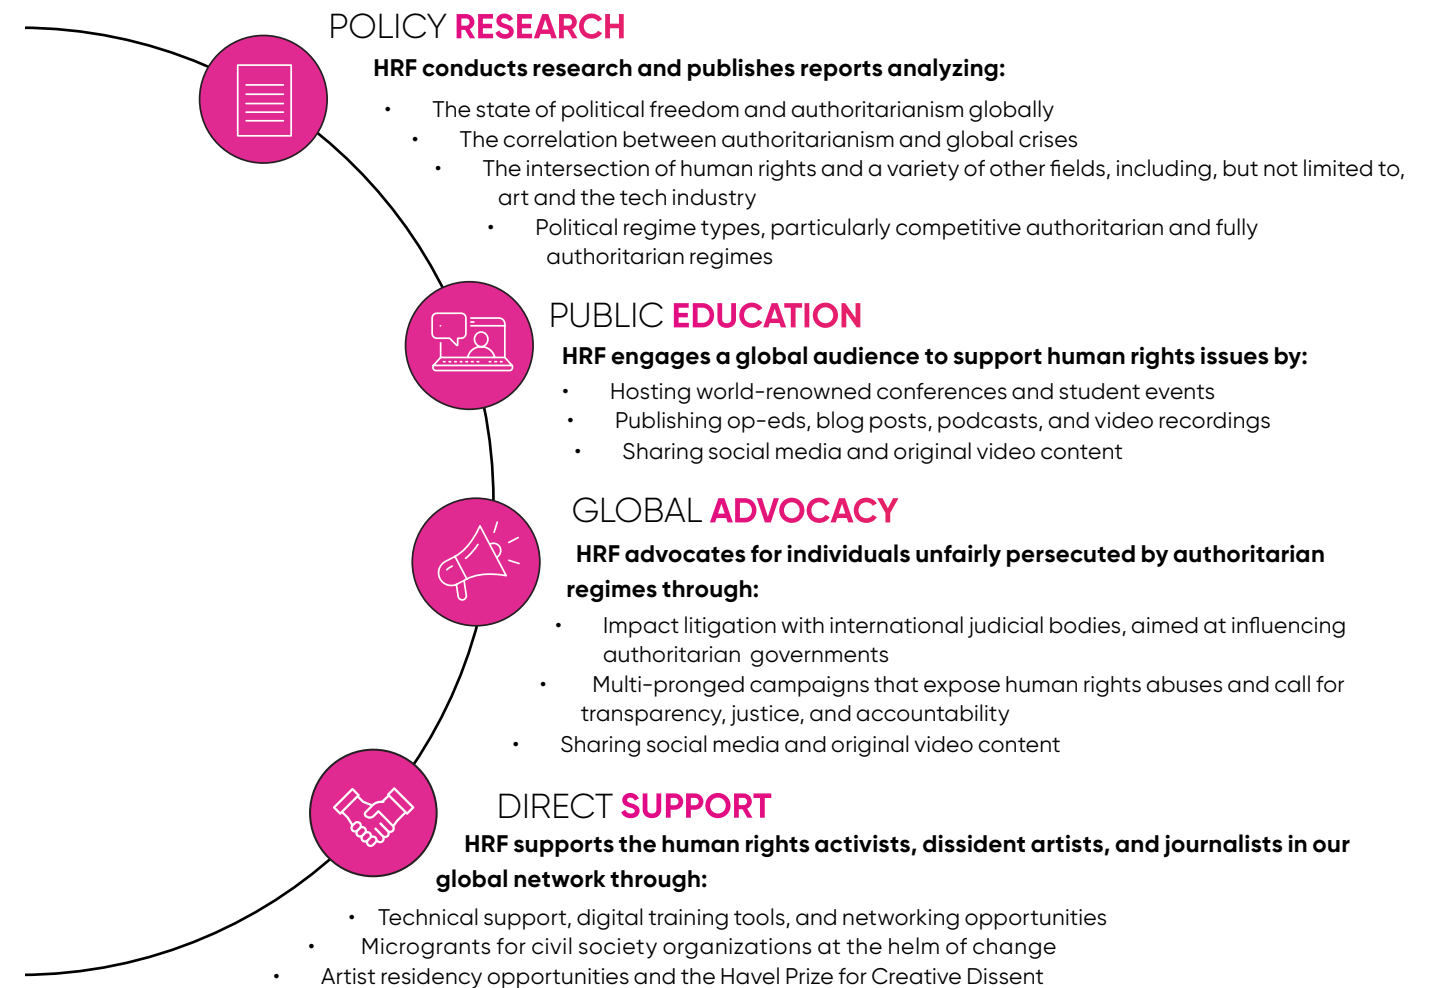 POLICY RESEARCH
HRF conducts research and publishes reports analyzing:
• The state of political freedom and authoritarianism globally
• The correlation between authoritarianism and global crises
• The intersection of human rights and a variety of other fields, including, but not limited to,
art and the tech industry
• Political regime types, particularly competitive authoritarian and fully
authoritarian regimes
PUBLIC EDUCATION
HRF engages a global audience to support human rights issues by:
• Hosting world-renowned conferences and student events
• Publishing op-eds, blog posts, podcasts, and video recordings
• Sharing social media and original video content
GLOBAL ADVOCACY
HRF advocates for individuals unfairly persecuted by authoritarian
regimes through:
• Impact litigation with international judicial bodies, aimed at influencing
authoritarian governments
• Multi-pronged campaigns that expose human rights abuses and call for
transparency, justice, and accountability
• Sharing social media and original video content
DIRECT SUPPORT
HRF supports the human rights activists, dissident artists, and journalists in our
global network through:
• Technical support, digital training tools, and networking opportunities
• Microgrants for civil society organizations at the helm of change
• Artist residency opportunities and the Havel Prize for Creative Dissent